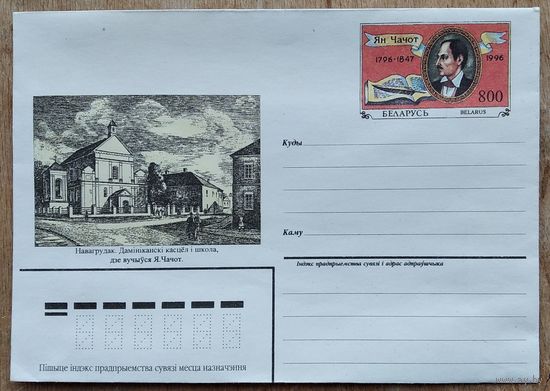 Ян Чачот
1796-1847 1996
800
БЕЛАРУСЬ BELARUS
Куды
Каму
Навагрудак. Дамініканскі касцёл і школа,
дзе вучыўся Я.Чачот.
Індэкс прадпрыемства сувязі і адрас адпраўшчыка
Пішыце індэкс прадпрыемства сувязі месца назначэння